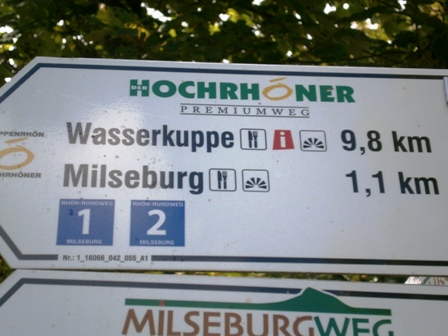 DER HOCHRHÖNER
PREMIUMWEG
Wasserkuppe i 9,8 km
Milseburg 1,1 km
RHÖN-RUNDWEG RHÖN-RUNDWEG
1 2
MILSEBURG MILSEBURG
Nr.: 1_16066_042_055_A1
MILSEBURGWEG